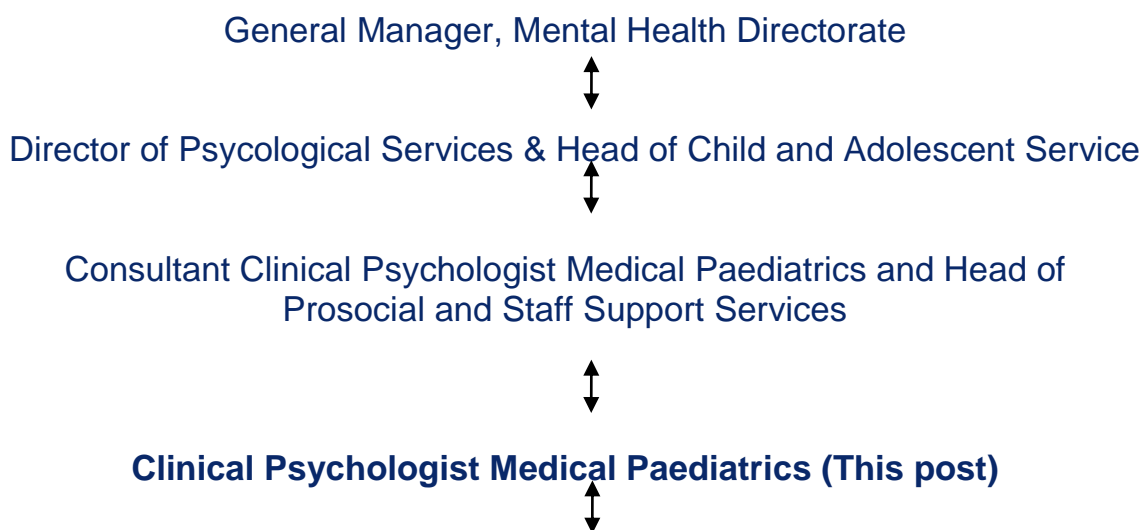 General Manager, Mental Health Directorate
Director of Psycological Services & Head of Child and Adolescent Service
Consultant Clinical Psychologist Medical Paediatrics and Head of
Prosocial and Staff Support Services
Clinical Psychologist Medical Paediatrics (This post)